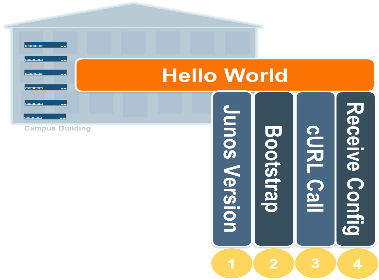 Hello World
Campus Building
Junos Version
Bootstrap
cURL Call
Receive Config
1
2
3
4